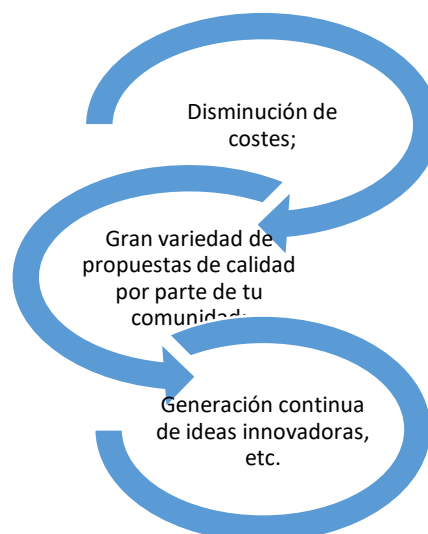 Disminución de
costes;
Gran variedad de
propuestas de calidad
por parte de tu
comunidad;
Generación continua
de ideas innovadoras,
etc.